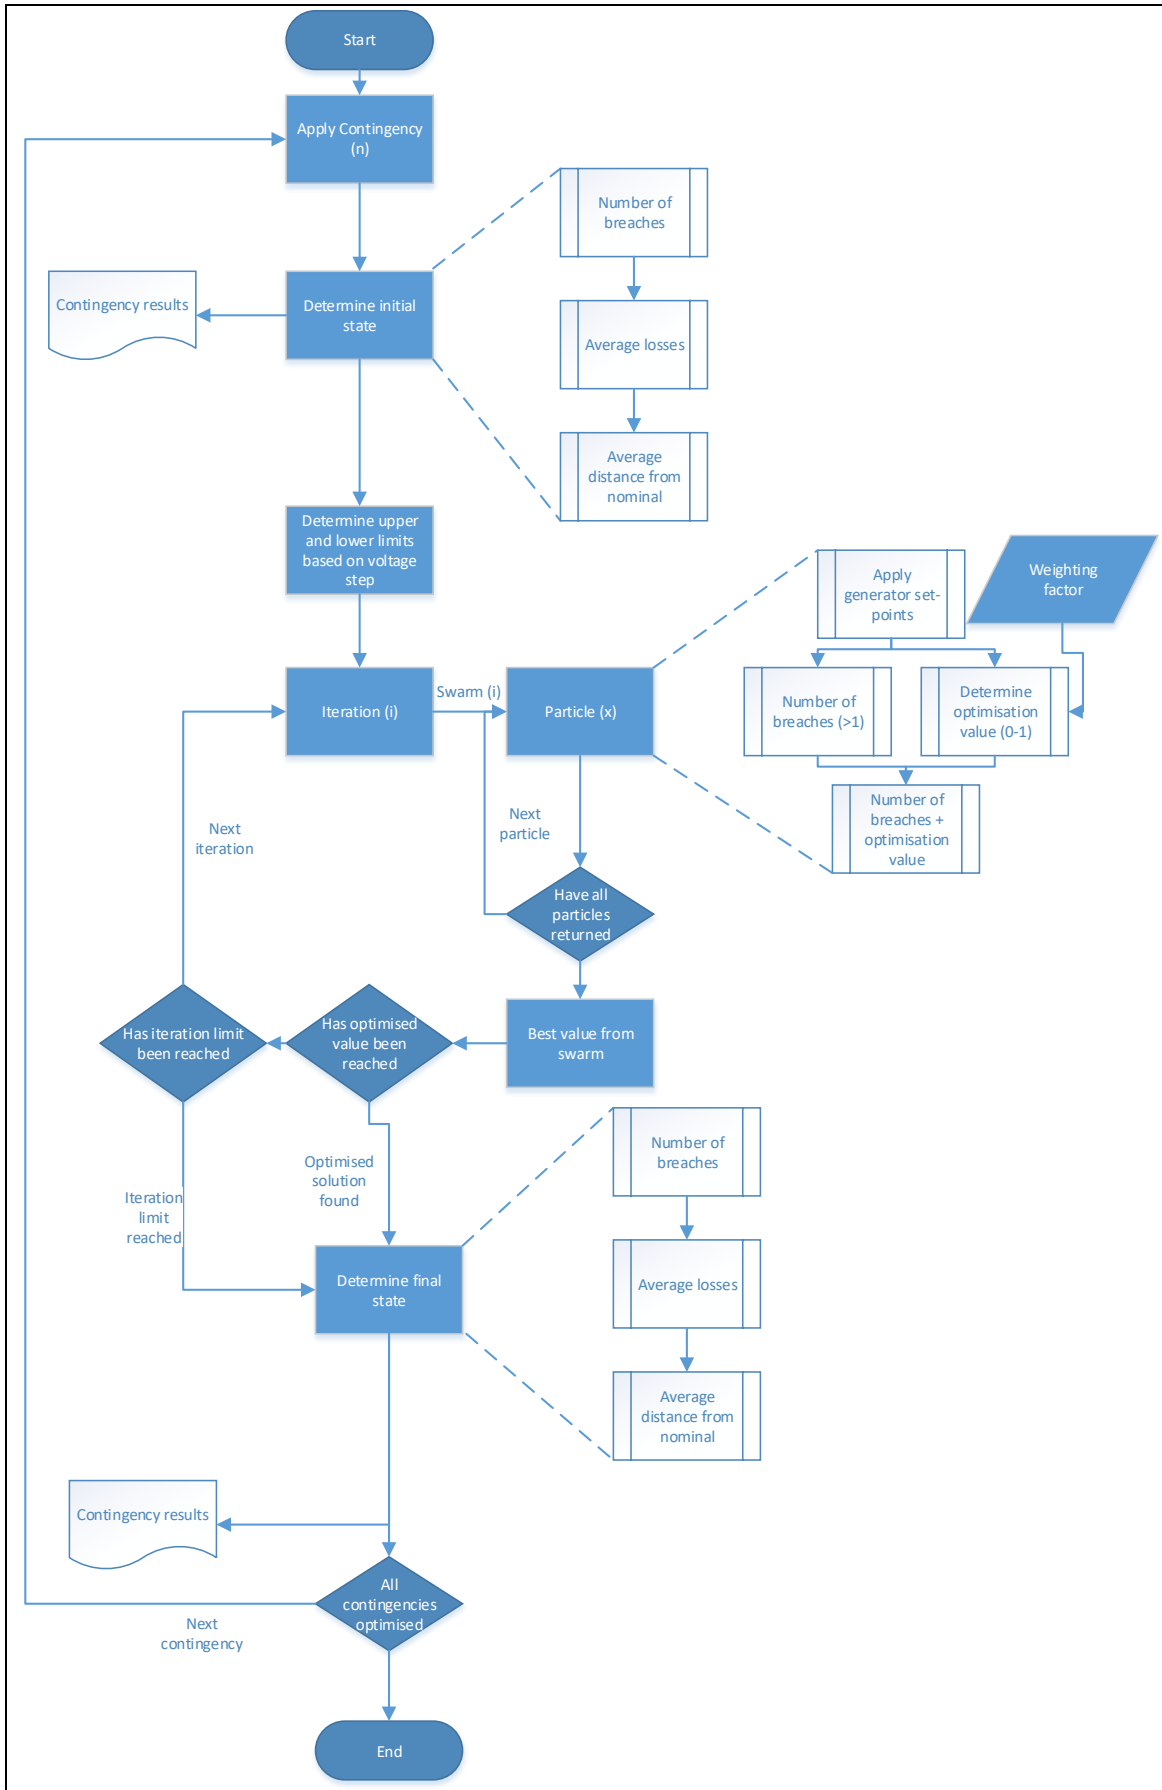 Start
Apply Contingency
(n)
Number of
breaches
Contingency results
Determine initial
state
Average losses
Average
distance from
nominal
Determine upper
and lower limits
based on voltage
step
Apply
generator set-
points
Weighting
factor
Iteration (i)
Swarm (i)
Particle (x)
Number of
breaches (>1)
Determine
optimisation
value (0-1)
Number of
breaches +
optimisation
value
Next
iteration
Next
particle
Have all
particles
returned
Has iteration limit
been reached
Has optimised
value been
reached
Best value from
swarm
Optimised
solution
found
Iteration
limit
reached
Number of
breaches
Determine final
state
Average losses
Average
distance from
nominal
Contingency results
All
contingencies
optimised
Next
contingency
End